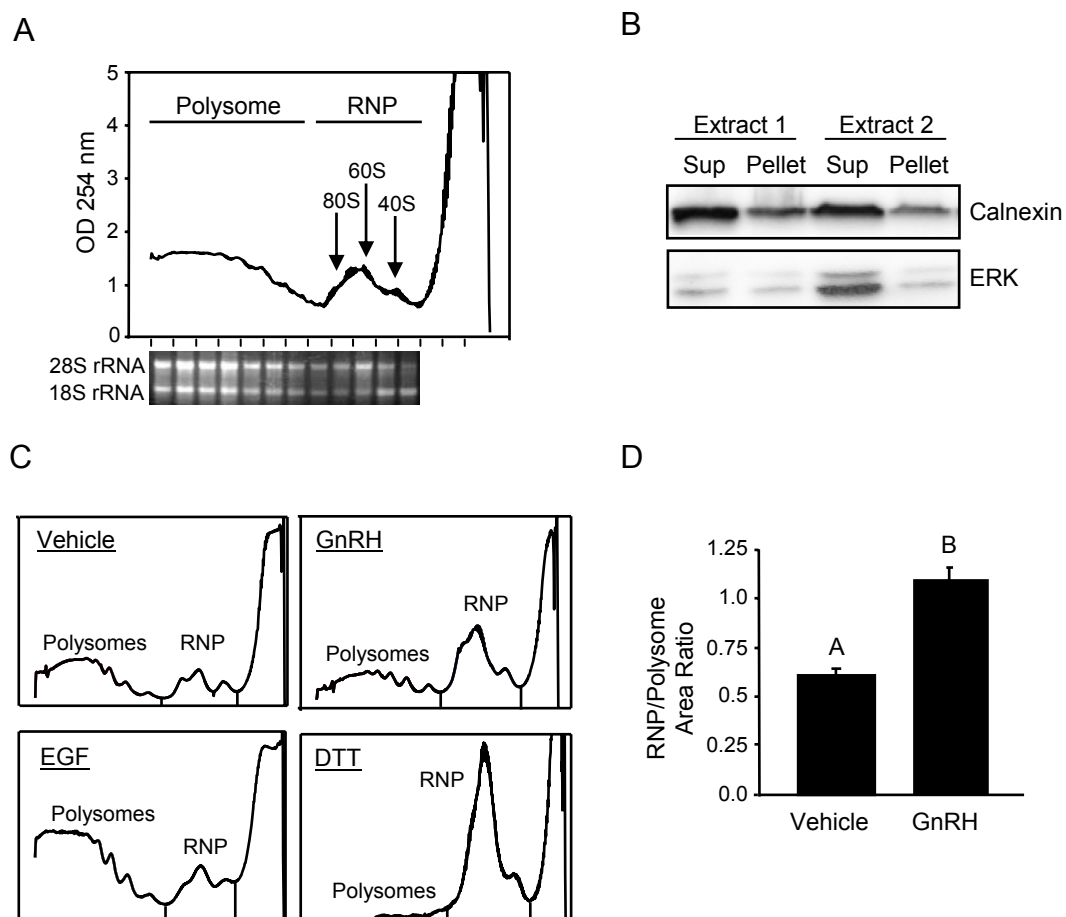 A
5
4
3
2
1
0
OD 254 nm
Polysome
RNP
80S
60S
40S
28S rRNA
18S rRNA
B
Extract 1
Extract 2
Sup
Pellet
Sup
Pellet
Calnexin
ERK
C
Vehicle
Polysomes
RNP
GnRH
Polysomes
RNP
EGF
Polysomes
RNP
DTT
Polysomes
RNP
D
RNP/Polysome
Area Ratio
1.25
1.0
0.75
0.5
0.25
0.0
A
B
Vehicle
GnRH